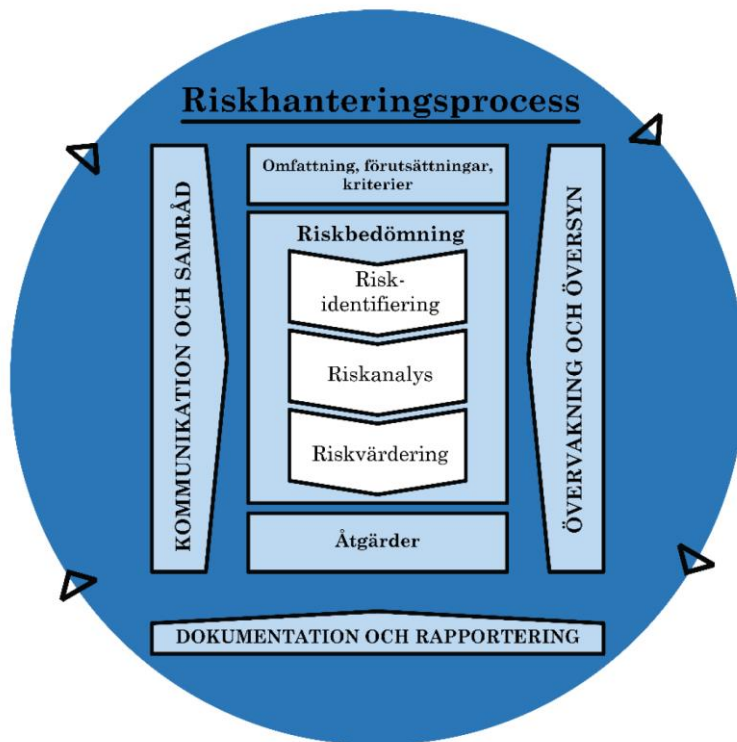 Riskhanteringsprocess
KOMMUNIKATION OCH SAMRÅD
Omfattning, förutsättningar,
kriterier
Riskbedömning
Risk-
identifiering
Riskanalys
Riskvärdering
Åtgärder
ÖVERVAKNING OCH ÖVERSYN
DOKUMENTATION OCH RAPPORTERING